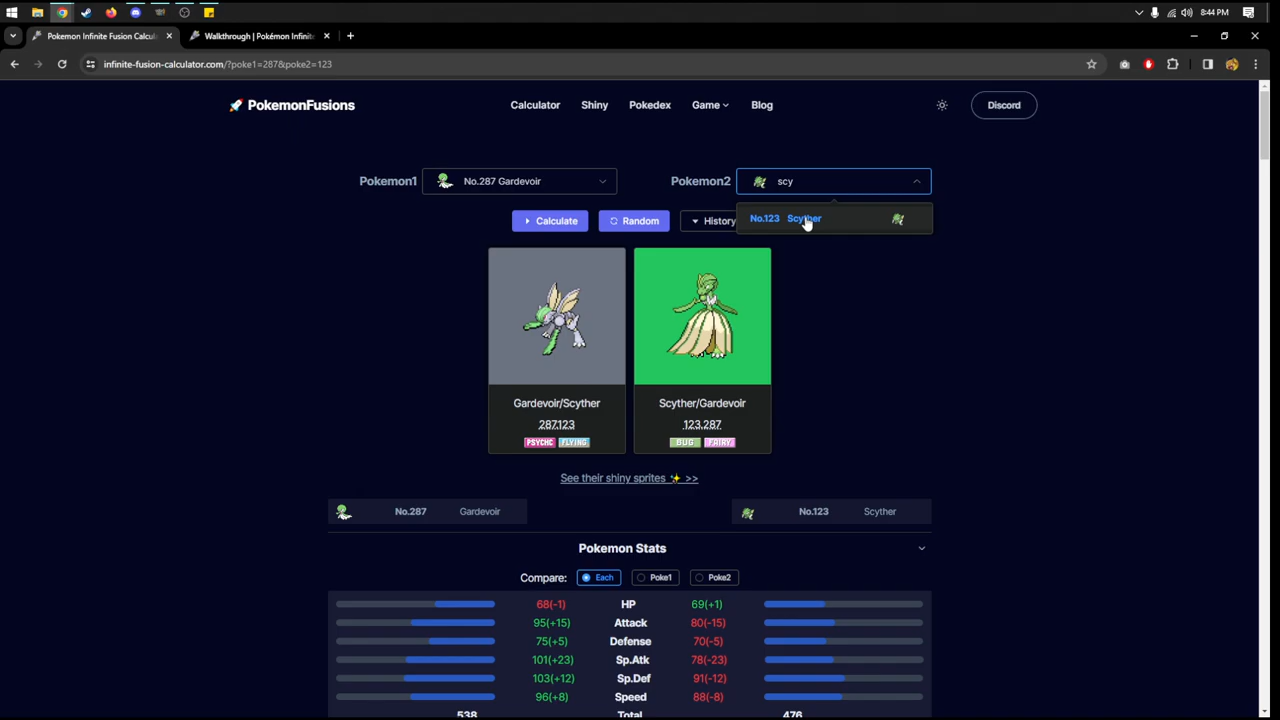 8:44 PM
Pokemon Infinite Fusion Calcul
Walkthrough | Pokémon Infinite
infinite-fusion-calculator.com/?poke1=287&poke2=123
PokemonFusions
Calculator Shiny Pokedex Game Blog Discord
Pokemon1 No.287 Gardevoir Pokemon2 scy
Calculate Random History No.123 Scyther
Gardevoir/Scyther Scyther/Gardevoir
287.123 123.287
PSYCHC FLYING BUG FAIRY
See their shiny sprites ✨ >>
No.287 Gardevoir No.123 Scyther
Pokemon Stats
Compare: Each Poke1 Poke2
68(-1) HP 69(+1)
95(+15) Attack 80(-15)
75(+5) Defense 70(-5)
101(+23) Sp.Atk 78(-23)
103(+12) Sp.Def 91(-12)
96(+8) Speed 88(-8)
538 Total 476